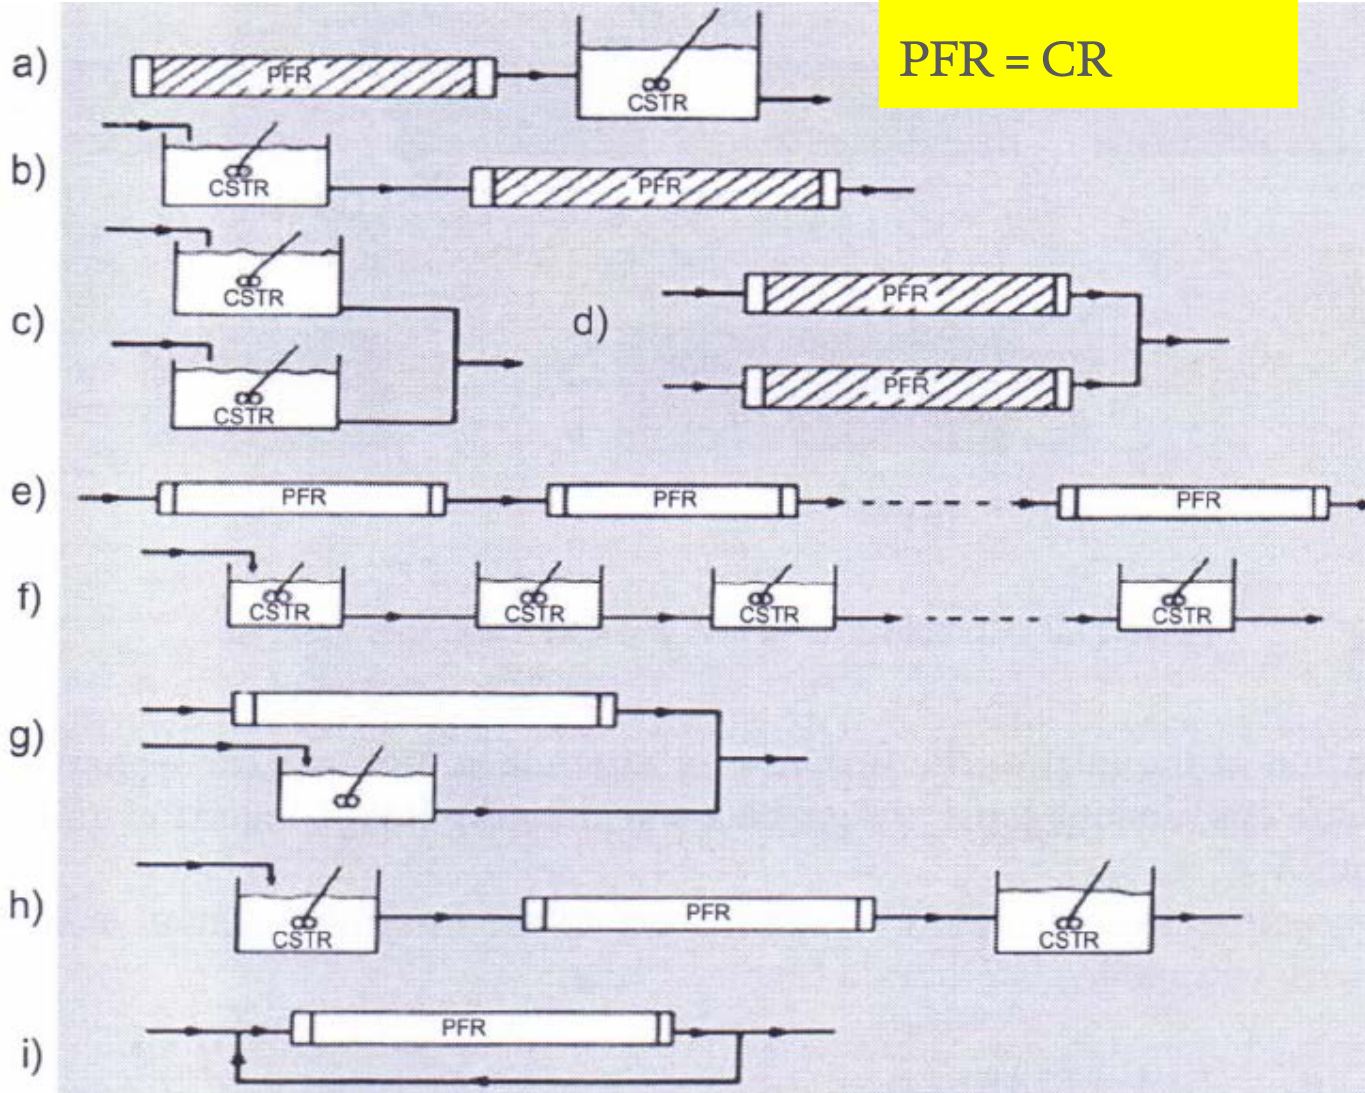 PFR = CR
a) PFR CSTR
b) CSTR PFR
CSTR
c) d) PFR
CSTR PFR
e) PFR PFR PFR
f) CSTR CSTR CSTR CSTR
g)
h) CSTR PFR CSTR
i) PFR